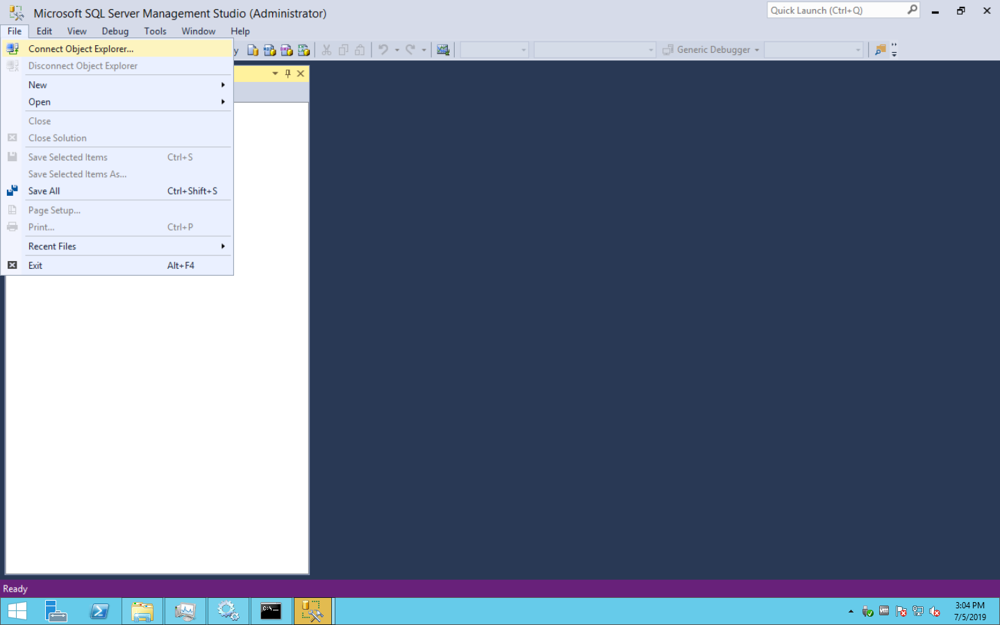 Microsoft SQL Server Management Studio (Administrator)
Quick Launch (Ctrl+Q)
File Edit View Debug Tools Window Help
Generic Debugger
Connect Object Explorer...
Disconnect Object Explorer
New
Open
Close
Close Solution
Save Selected Items Ctrl+S
Save Selected Items As...
Save All Ctrl+Shift+S
Page Setup...
Print... Ctrl+P
Recent Files
Exit Alt+F4
Ready
3:04 PM
7/5/2019